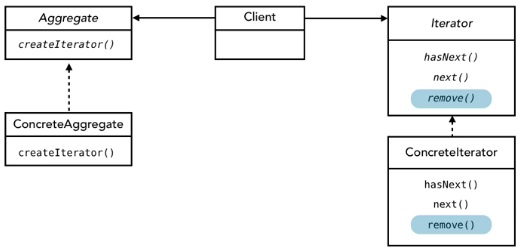 Aggregate
createIterator()
Client
Iterator
hasNext()
next()
remove()
ConcreteAggregate
createIterator()
ConcreteIterator
hasNext()
next()
remove()